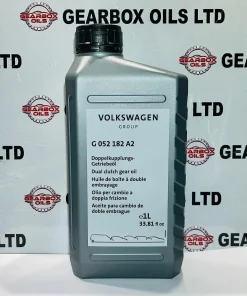 GEARBOX OILS LTD
GEARBOX OILS
VOLKSWAGEN
GROUP
G 052 182 A2
Doppelkupplungs-
Getriebeöl
Dual clutch gear oil
Huile de boîte à double
embrayage
Olio per cambio a
doppia frizione
Aceite para cambio de
doble embrague
℮1L
33,81 fl oz